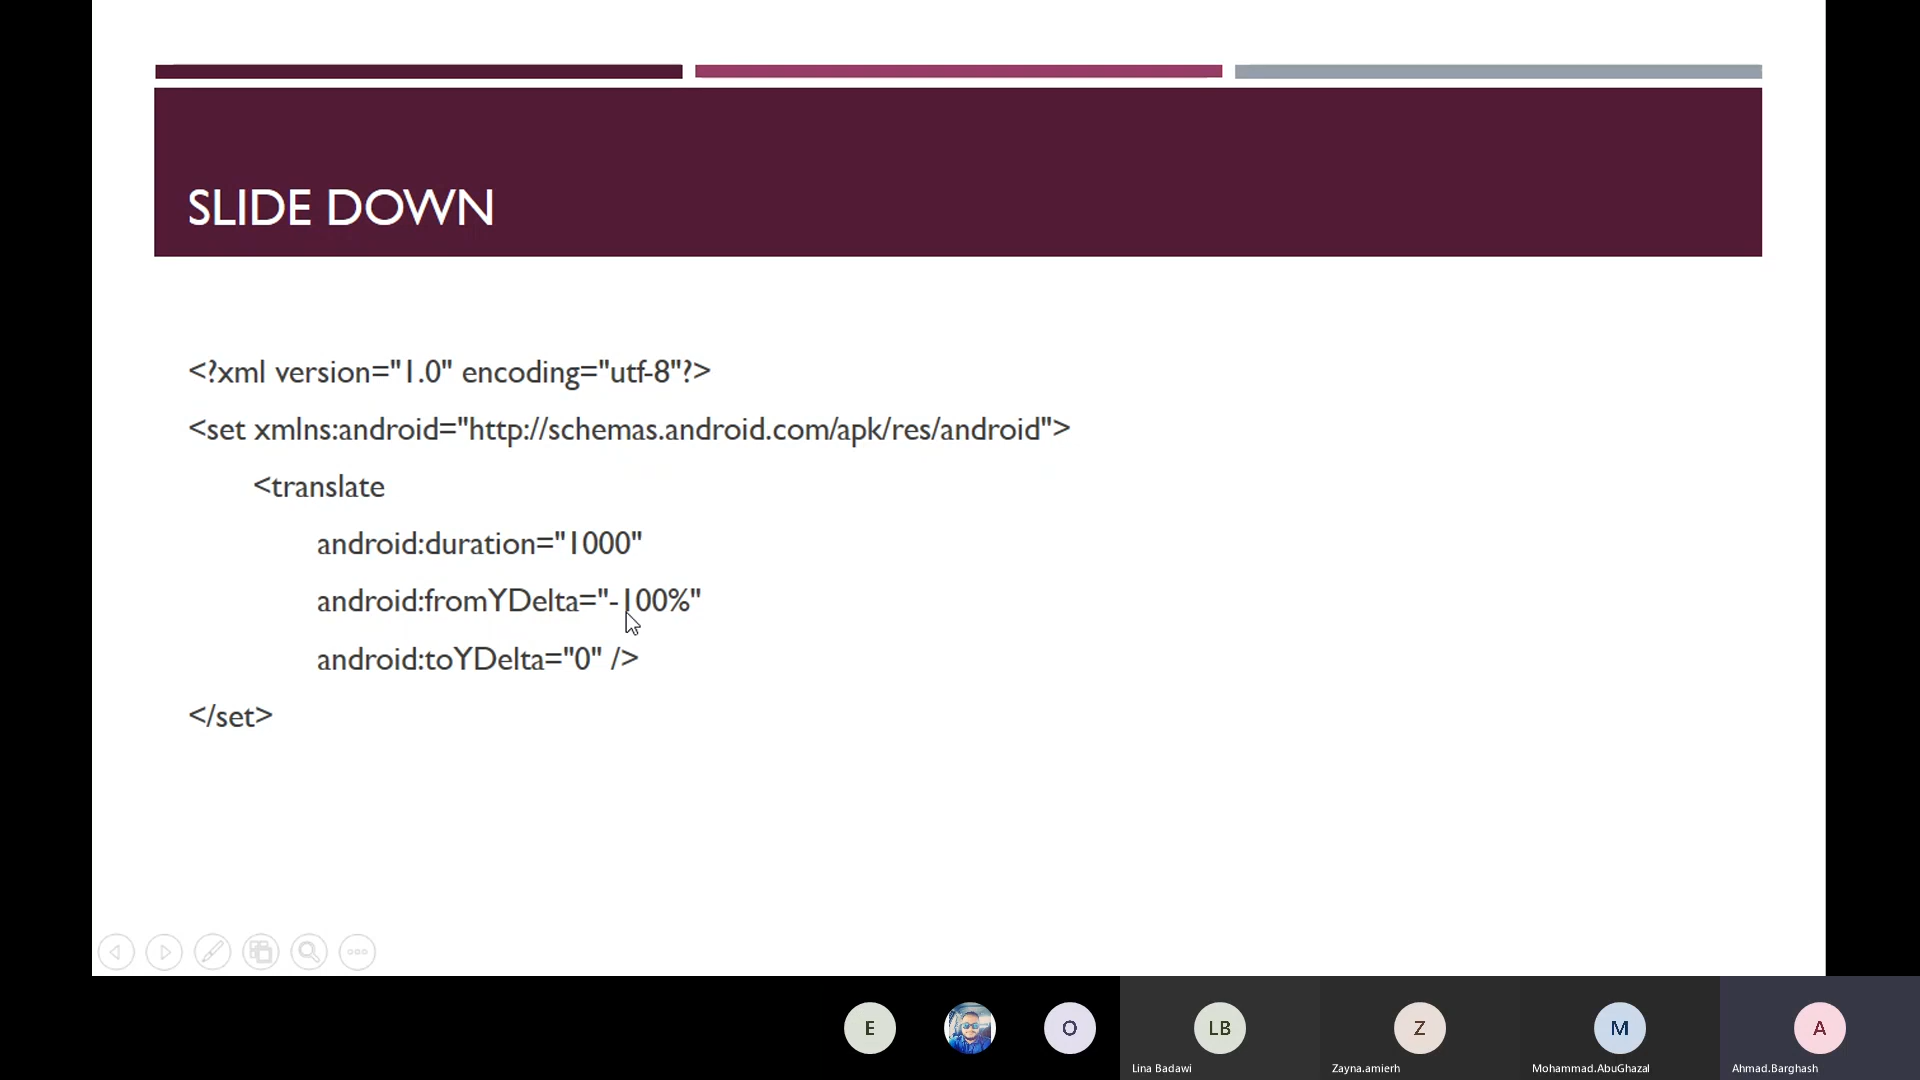 SLIDE DOWN
<?xml version="1.0" encoding="utf-8"?>
<set xmlns:android="http://schemas.android.com/apk/res/android">
<translate
android:duration="1000"
android:fromYDelta="-100%"
android:toYDelta="0" />
</set>
E
O
LB
Z
M
A
Lina Badawi
Zayna.amierh
Mohammad.AbuGhazal
Ahmad.Barghash